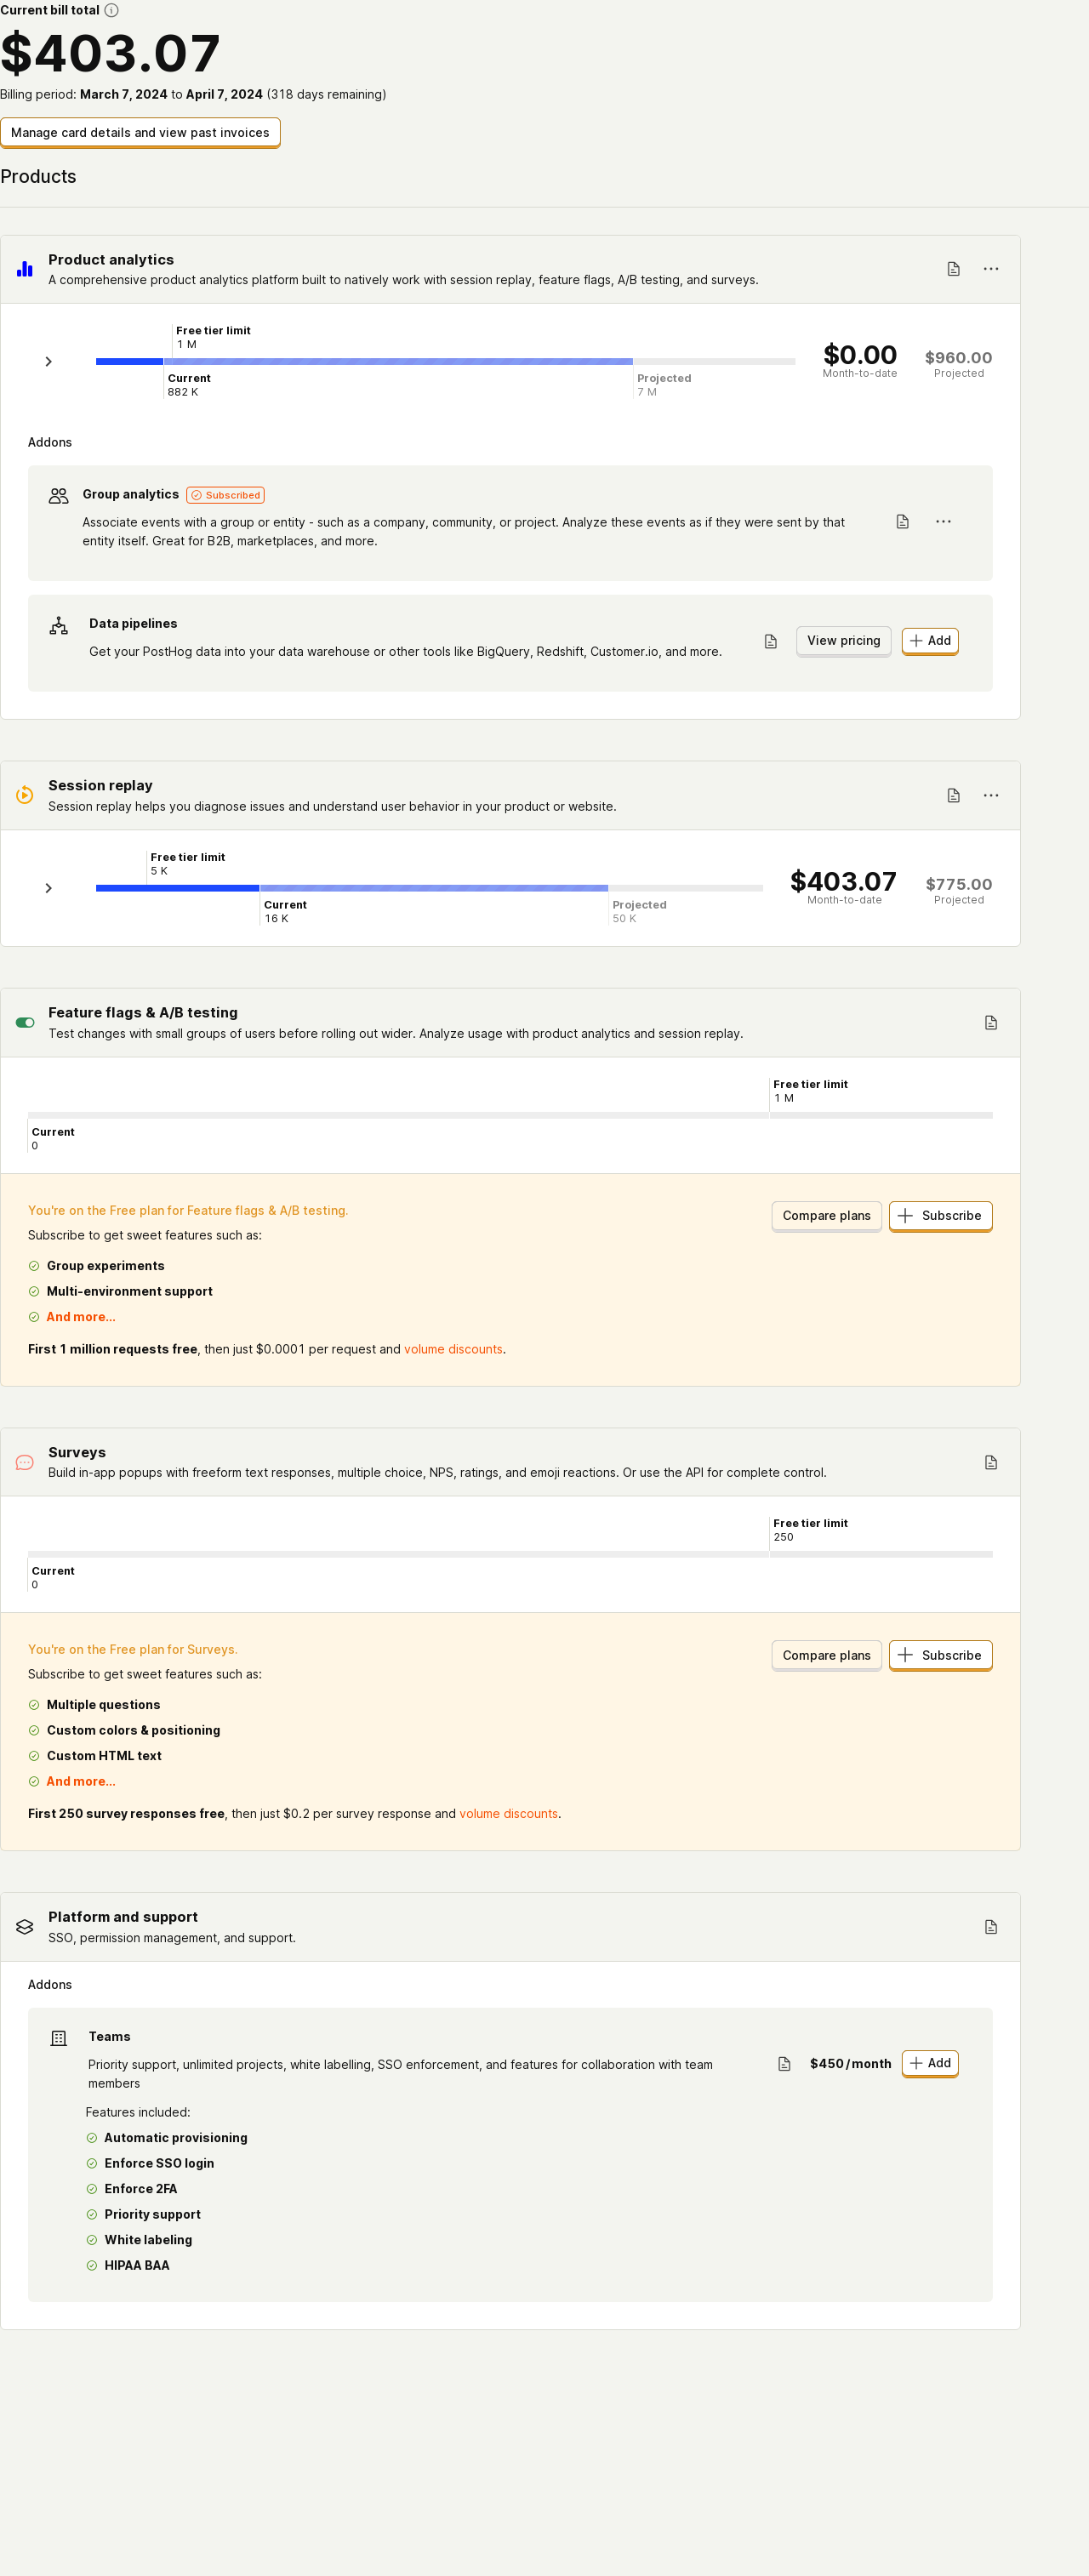 Current bill total
$403.07
Billing period: March 7, 2024 to April 7, 2024 (318 days remaining)
Manage card details and view past invoices
Products
Product analytics
A comprehensive product analytics platform built to natively work with session replay, feature flags, A/B testing, and surveys.
Free tier limit
1 M
Current
882 K
Projected
7 M
$0.00
Month-to-date
$960.00
Projected
Addons
Group analytics Subscribed
Associate events with a group or entity - such as a company, community, or project. Analyze these events as if they were sent by that
entity itself. Great for B2B, marketplaces, and more.
Data pipelines
Get your PostHog data into your data warehouse or other tools like BigQuery, Redshift, Customer.io, and more.
View pricing
Add
Session replay
Session replay helps you diagnose issues and understand user behavior in your product or website.
Free tier limit
5 K
Current
16 K
Projected
50 K
$403.07
Month-to-date
$775.00
Projected
Feature flags & A/B testing
Test changes with small groups of users before rolling out wider. Analyze usage with product analytics and session replay.
Free tier limit
1 M
Current
0
You're on the Free plan for Feature flags & A/B testing.
Compare plans
Subscribe
Subscribe to get sweet features such as:
Group experiments
Multi-environment support
And more...
First 1 million requests free, then just $0.0001 per request and volume discounts.
Surveys
Build in-app popups with freeform text responses, multiple choice, NPS, ratings, and emoji reactions. Or use the API for complete control.
Free tier limit
250
Current
0
You're on the Free plan for Surveys.
Compare plans
Subscribe
Subscribe to get sweet features such as:
Multiple questions
Custom colors & positioning
Custom HTML text
And more...
First 250 survey responses free, then just $0.2 per survey response and volume discounts.
Platform and support
SSO, permission management, and support.
Addons
Teams
Priority support, unlimited projects, white labelling, SSO enforcement, and features for collaboration with team
members
$450/month
Add
Features included:
Automatic provisioning
Enforce SSO login
Enforce 2FA
Priority support
White labeling
HIPAA BAA